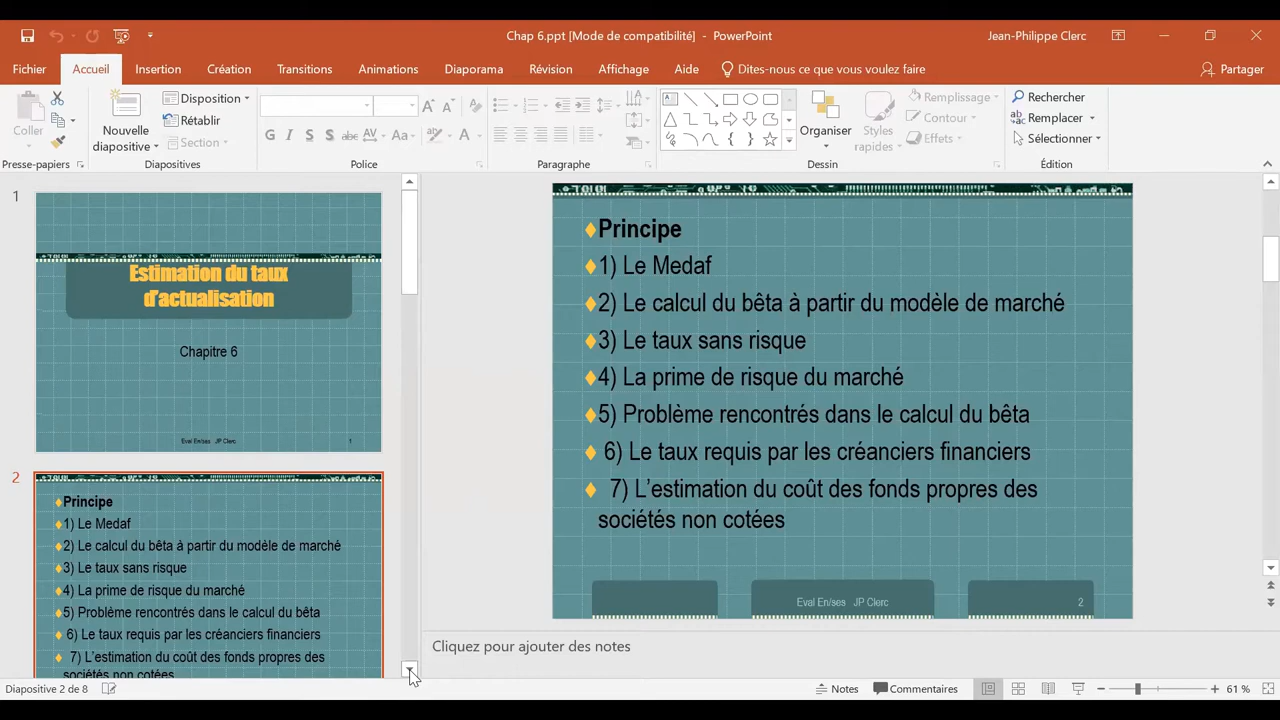 Chap 6.ppt [Mode de compatibilité] - PowerPoint
Jean-Philippe Clerc
Fichier
Accueil
Insertion
Création
Transitions
Animations
Diaporama
Révision
Affichage
Aide
Dites-nous ce que vous voulez faire
Partager
Coller
Nouvelle
diapositive
Disposition
Rétablir
Section
Organiser
Styles
rapides
Remplissage
Contour
Effets
Rechercher
Remplacer
Sélectionner
Presse-papiers
Diapositives
Police
Paragraphe
Dessin
Édition
1
Estimation du taux
d'actualisation
Chapitre 6
Eval En/ses JP Clerc
1
2
Principe
1) Le Medaf
2) Le calcul du bêta à partir du modèle de marché
3) Le taux sans risque
4) La prime de risque du marché
5) Problème rencontrés dans le calcul du bêta
6) Le taux requis par les créanciers financiers
7) L'estimation du coût des fonds propres des
sociétés non cotées
Principe
1) Le Medaf
2) Le calcul du bêta à partir du modèle de marché
3) Le taux sans risque
4) La prime de risque du marché
5) Problème rencontrés dans le calcul du bêta
6) Le taux requis par les créanciers financiers
7) L'estimation du coût des fonds propres des
sociétés non cotées
Eval En/ses JP Clerc
2
Cliquez pour ajouter des notes
Diapositive 2 de 8
Notes
Commentaires
61 %